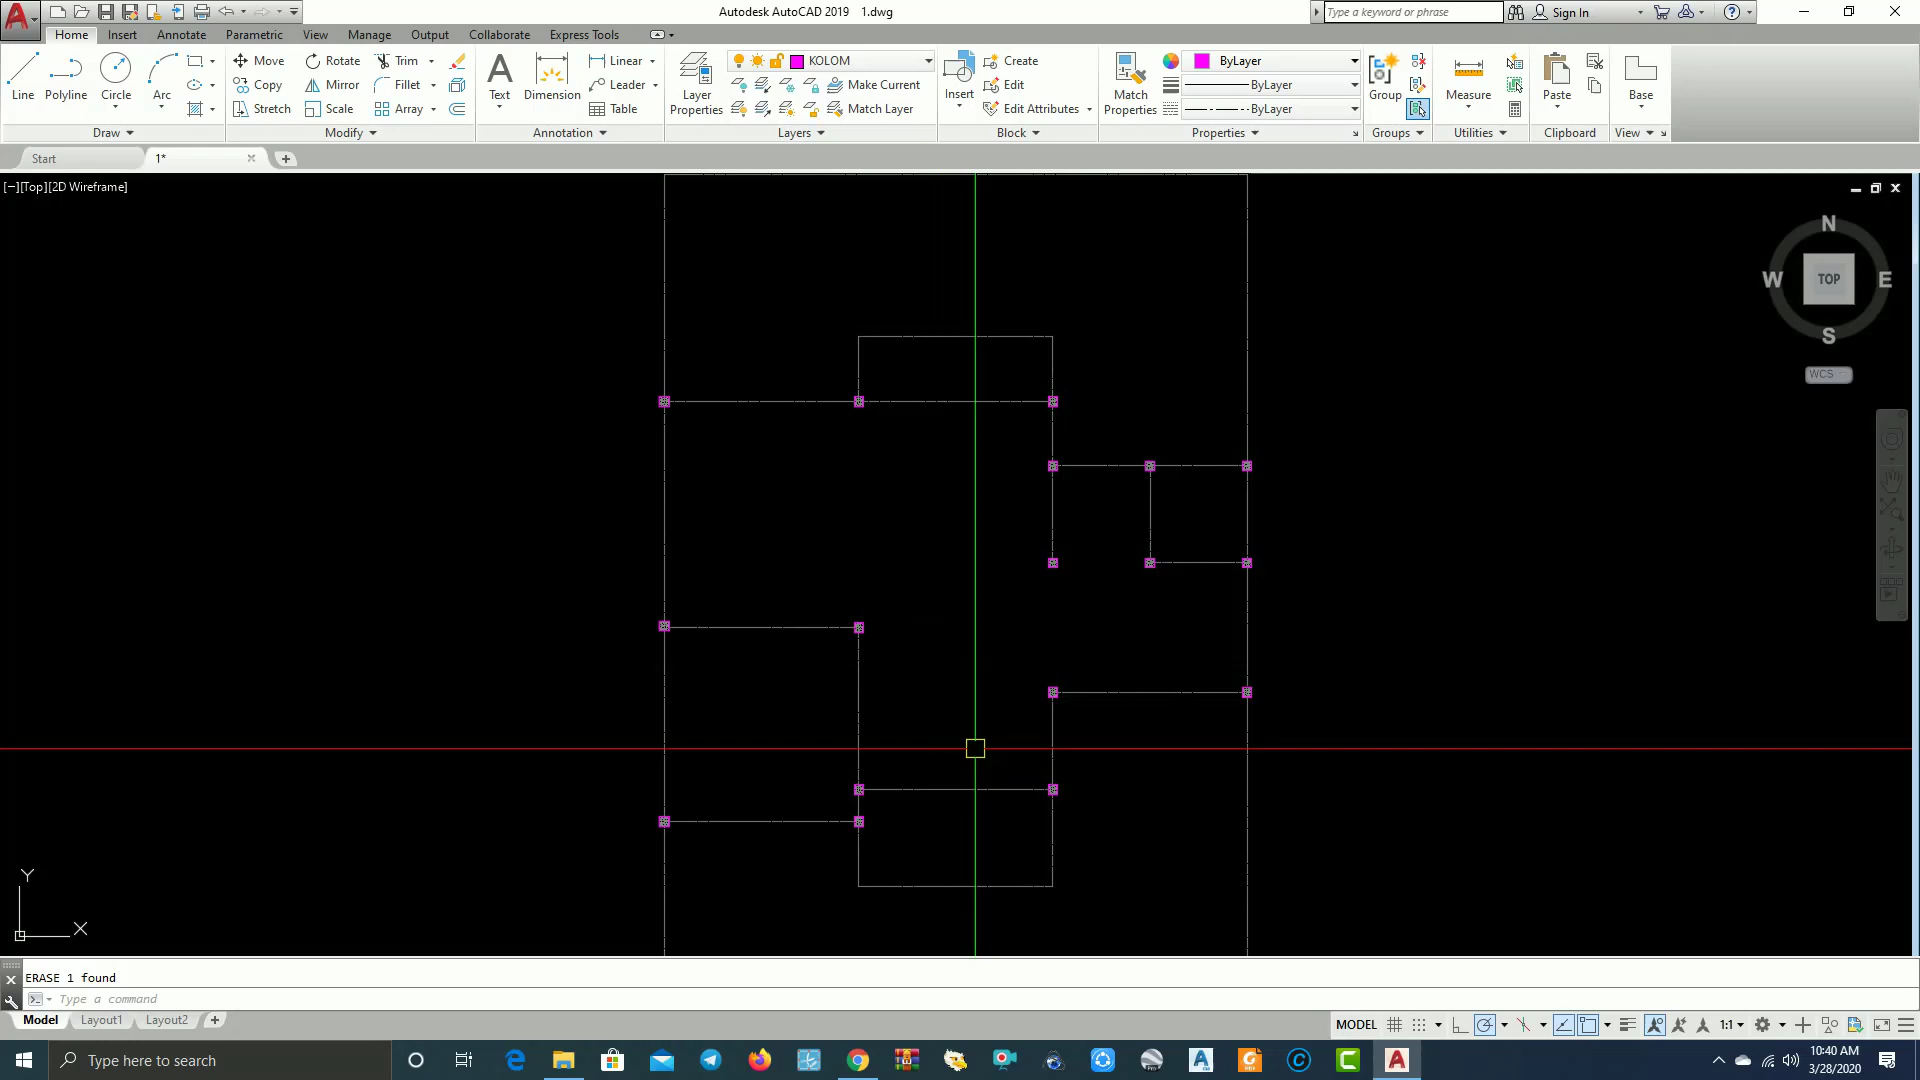 Autodesk AutoCAD 2019 1.dwg
Type a keyword or phrase
Sign In
Home Insert Annotate Parametric View Manage Output Collaborate Express Tools
Line Polyline Circle Arc
Move Rotate Trim
Copy Mirror Fillet
Stretch Scale Array
Text Dimension
Linear
Leader
Table
Layer Properties
KOLOM
Make Current
Match Layer
Insert
Create
Edit
Edit Attributes
Match Properties
ByLayer
ByLayer
ByLayer
Group
Measure
Paste
Base
Draw Modify Annotation Layers Block Properties Groups Utilities Clipboard View
Start 1*
[−][Top][2D Wireframe]
N
W TOP E
S
WCS
Y
X
ERASE 1 found
Type a command
Model Layout1 Layout2
MODEL 1:1
Type here to search
10:40 AM
3/28/2020